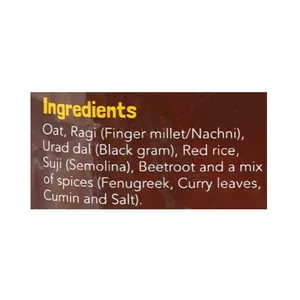 Ingredients
Oat, Ragi (Finger millet/Nachni),
Urad dal (Black gram), Red rice,
Suji (Semolina), Beetroot and a mix
of spices (Fenugreek, Curry leaves,
Cumin and Salt).